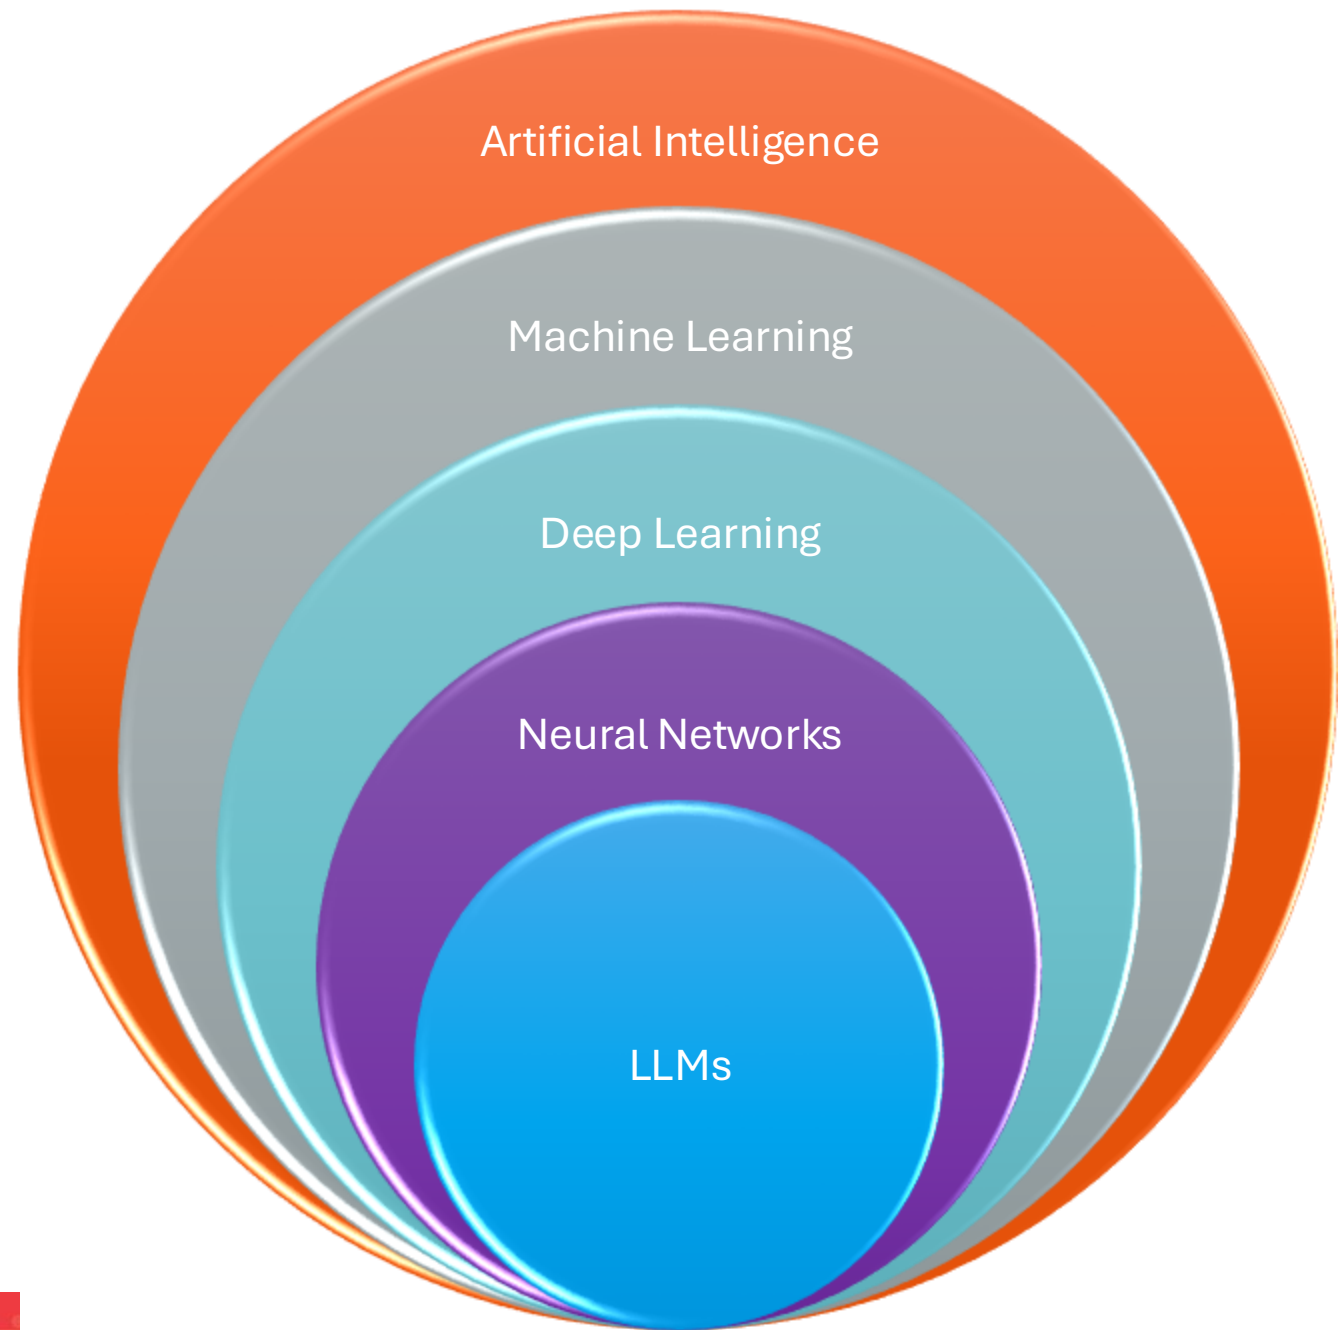 Artificial Intelligence
Machine Learning
Deep Learning
Neural Networks
LLMs